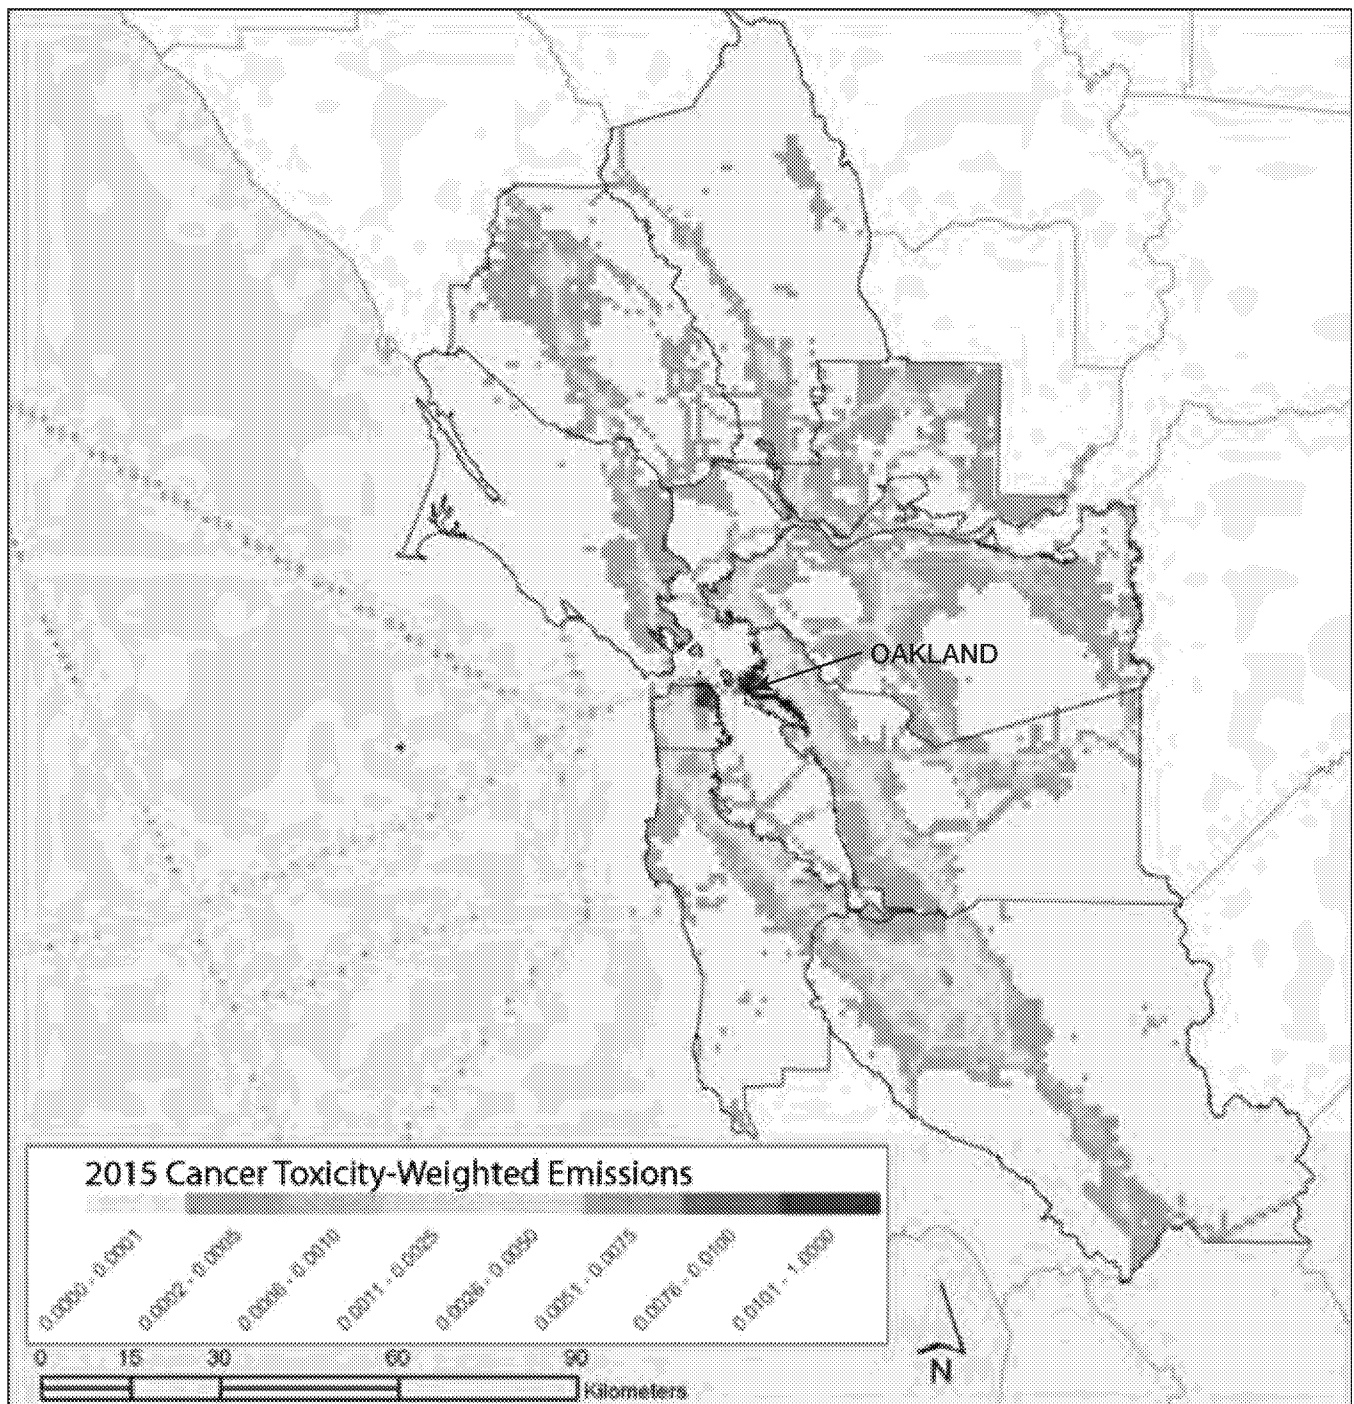 OAKLAND
2015 Cancer Toxicity-Weighted Emissions
0.0000 - 0.0001
0.0002 - 0.0005
0.0006 - 0.0010
0.0011 - 0.0025
0.0026 - 0.0050
0.0051 - 0.0075
0.0076 - 0.0100
0.0101 - 1.0000
0 15 30 60 90
Kilometers
N